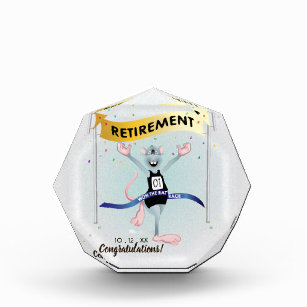 RETIREMENT
01
WON THE RAT RACE
10 . 12 . XX
Congratulations!